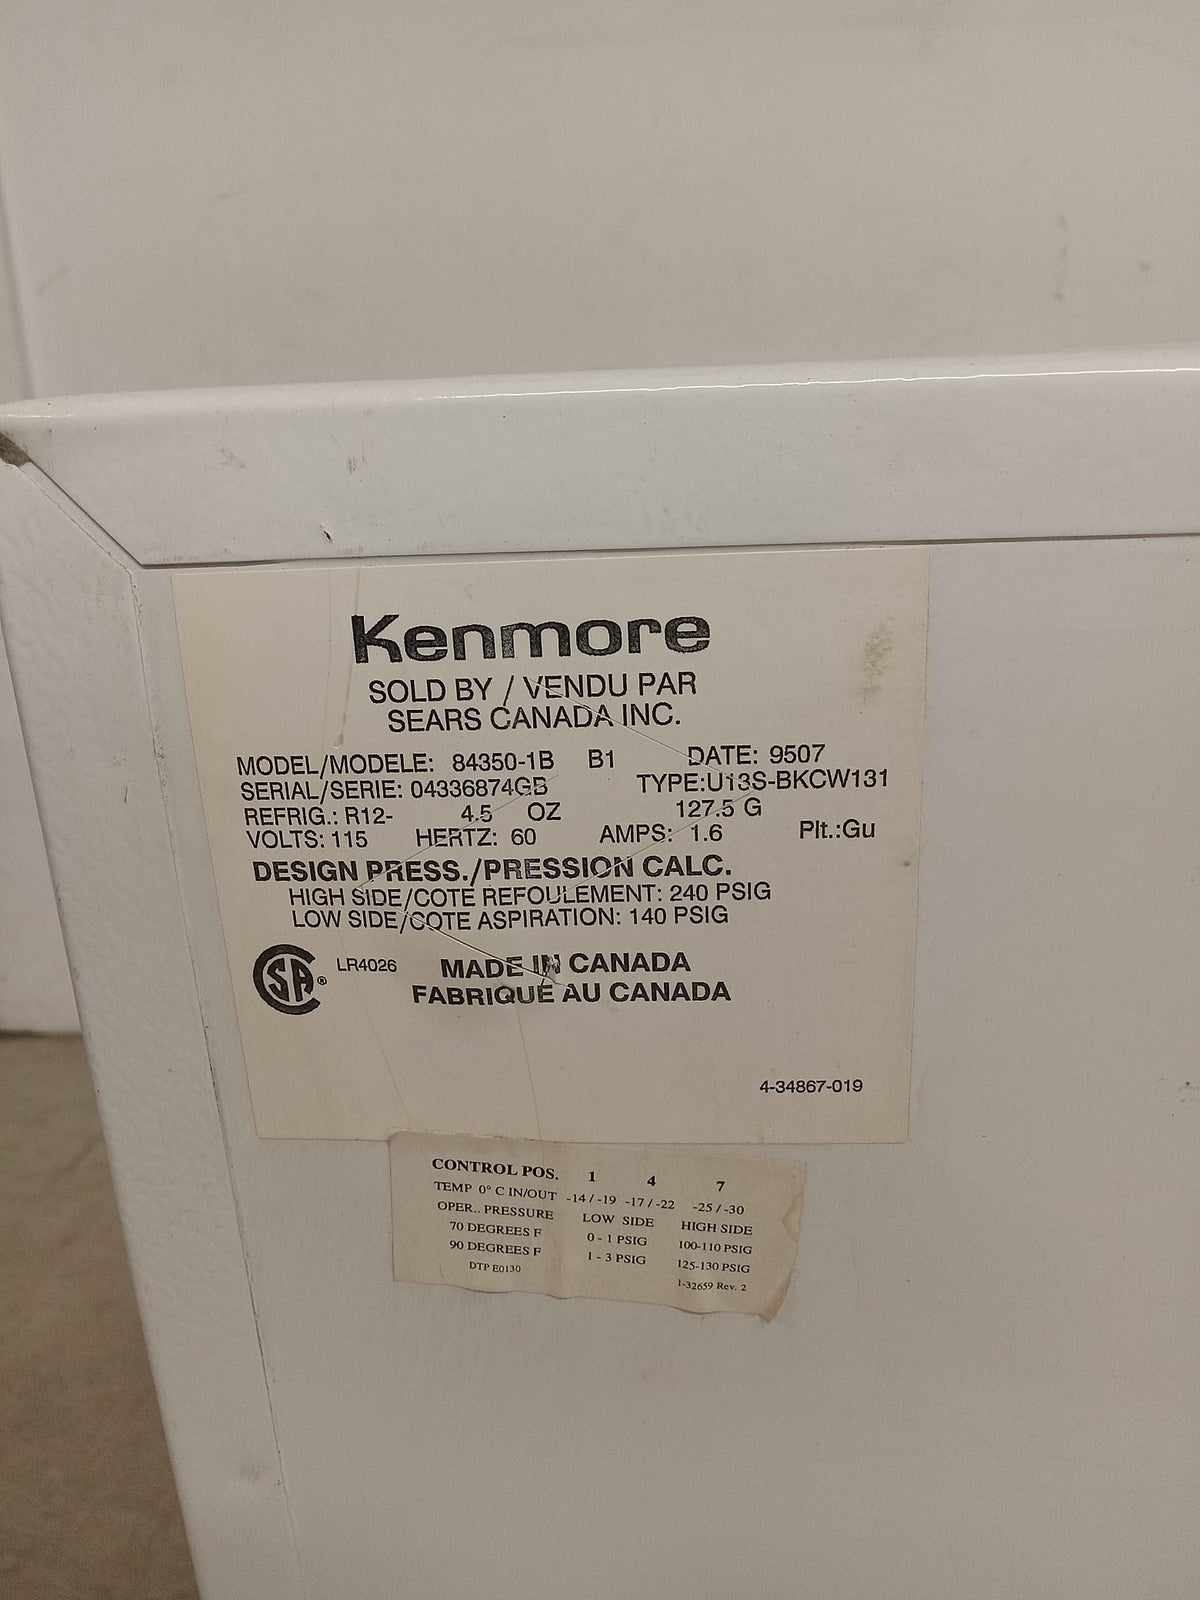 Kenmore
SOLD BY / VENDU PAR
SEARS CANADA INC.
MODEL/MODELE: 84350-1B B1 DATE: 9507
SERIAL/SERIE: 04336874GB TYPE:U13S-BKCW131
REFRIG.: R12- 4.5 OZ 127.5 G
VOLTS: 115 HERTZ: 60 AMPS: 1.6 Plt.:Gu
DESIGN PRESS./PRESSION CALC.
HIGH SIDE/COTE REFOULEMENT: 240 PSIG
LOW SIDE/COTE ASPIRATION: 140 PSIG
CSA® LR4026 MADE IN CANADA
FABRIQUE AU CANADA
4-34867-019
CONTROL POS. 1 4 7
TEMP 0° C IN/OUT -14 / -19 -17 / -22 -25 / -30
OPER.. PRESSURE LOW SIDE HIGH SIDE
70 DEGREES F 0 - 1 PSIG 100-110 PSIG
90 DEGREES F 1 - 3 PSIG 125-130 PSIG
DTP E0130 1-32659 Rev. 2